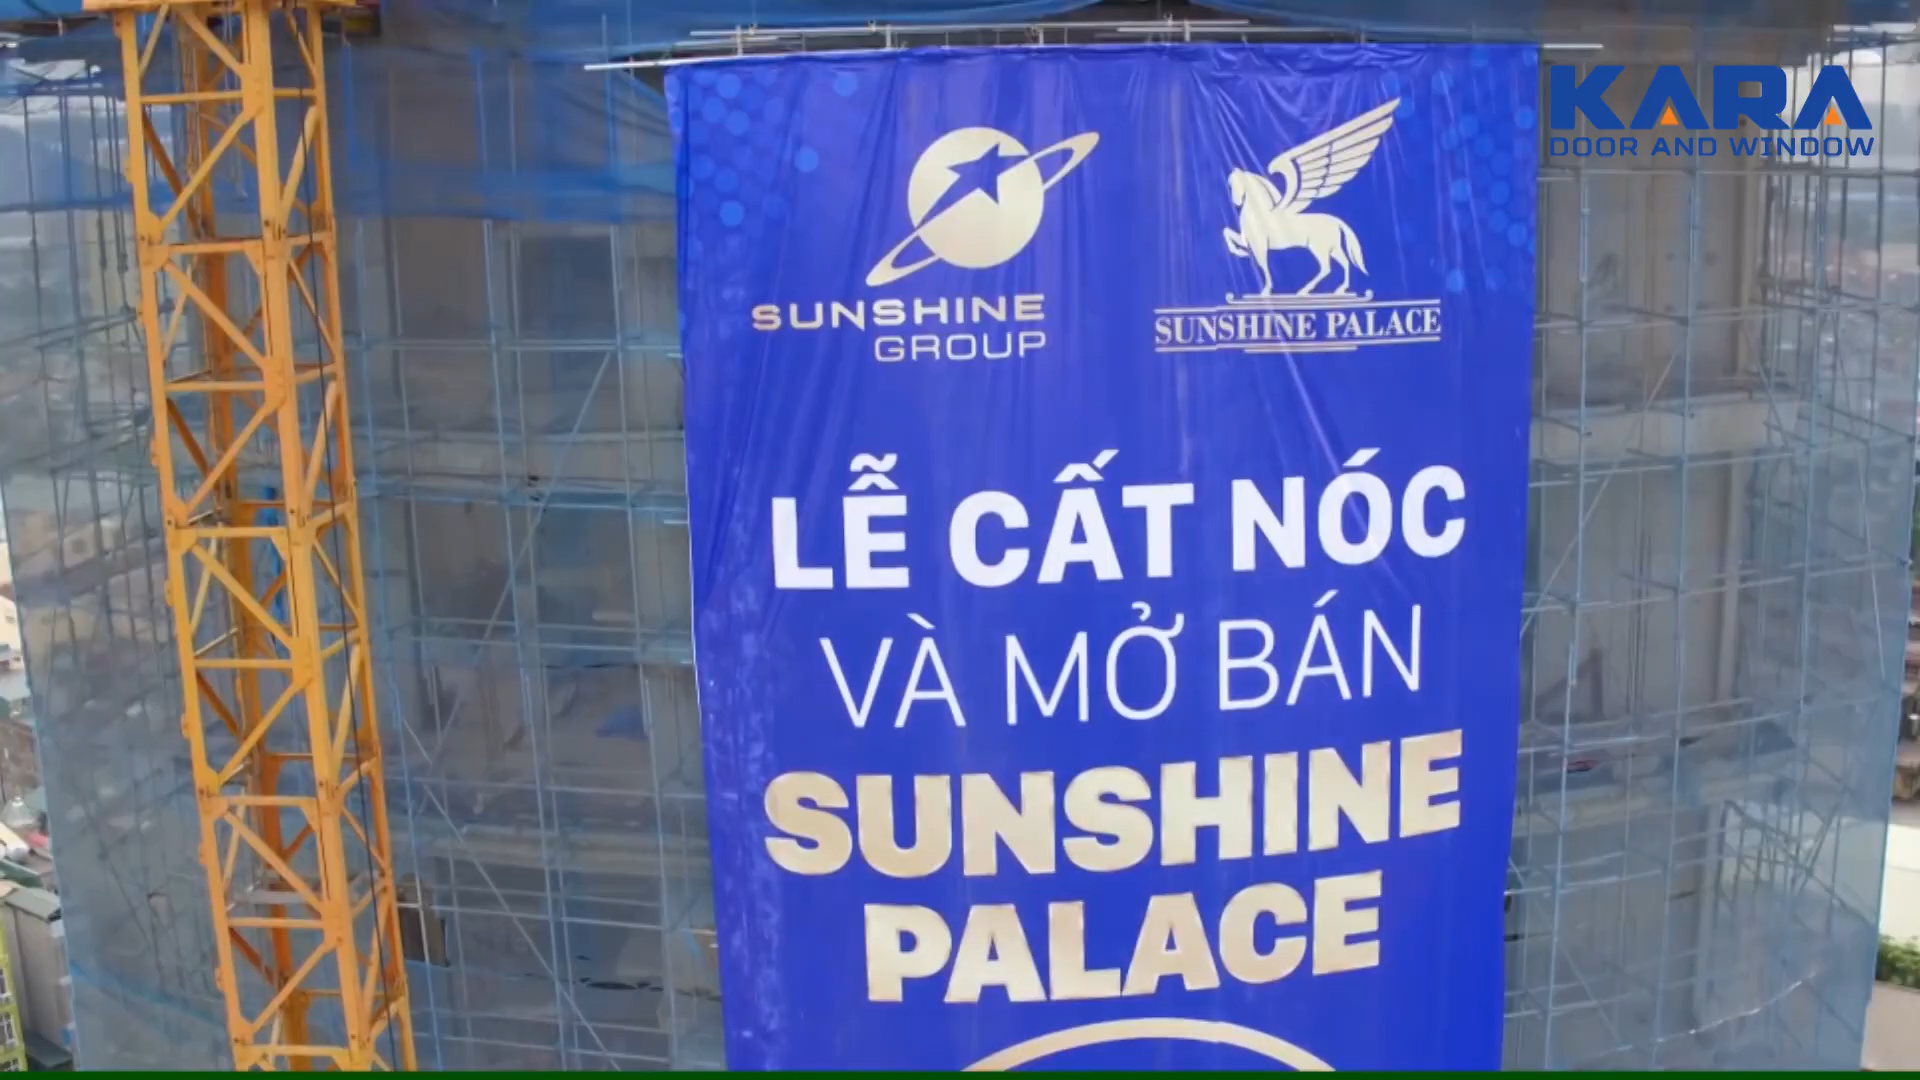 KARA
DOOR AND WINDOW
SUNSHINE
GROUP
SUNSHINE PALACE
LỄ CẤT NÓC
VÀ MỞ BÁN
SUNSHINE
PALACE